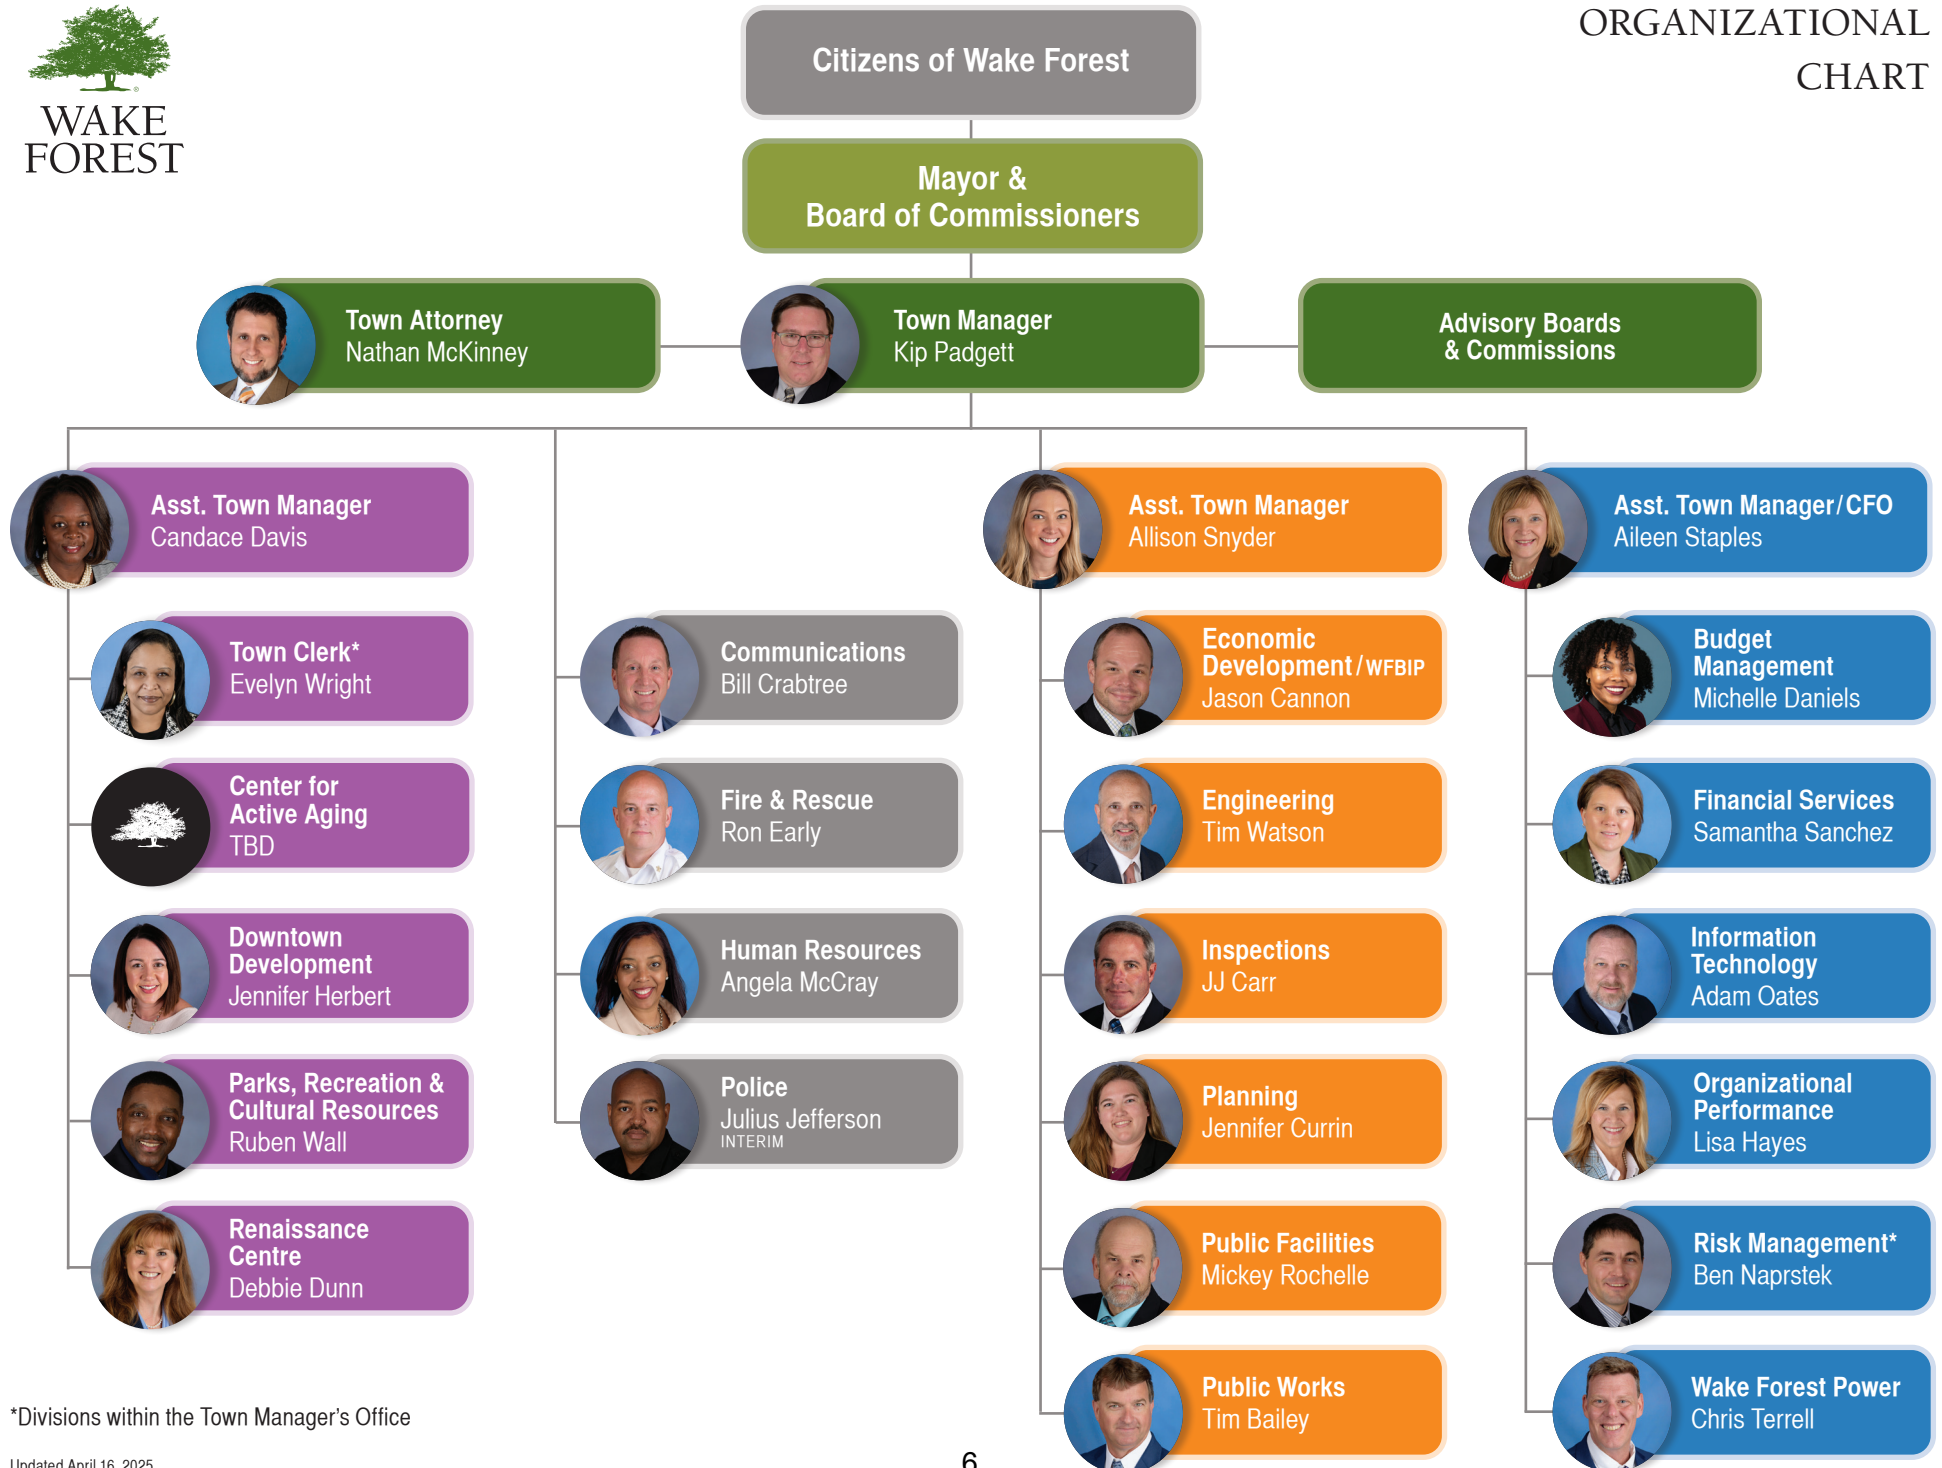 WAKE
FOREST
ORGANIZATIONAL
CHART
Citizens of Wake Forest
Mayor &
Board of Commissioners
Town Attorney
Nathan McKinney
Town Manager
Kip Padgett
Advisory Boards
& Commissions
Asst. Town Manager
Candace Davis
Town Clerk*
Evelyn Wright
Center for
Active Aging
TBD
Downtown
Development
Jennifer Herbert
Parks, Recreation &
Cultural Resources
Ruben Wall
Renaissance
Centre
Debbie Dunn
Communications
Bill Crabtree
Fire & Rescue
Ron Early
Human Resources
Angela McCray
Police
Julius Jefferson
INTERIM
Asst. Town Manager
Allison Snyder
Economic
Development/WFBIP
Jason Cannon
Engineering
Tim Watson
Inspections
JJ Carr
Planning
Jennifer Currin
Public Facilities
Mickey Rochelle
Public Works
Tim Bailey
Asst. Town Manager/CFO
Aileen Staples
Budget
Management
Michelle Daniels
Financial Services
Samantha Sanchez
Information
Technology
Adam Oates
Organizational
Performance
Lisa Hayes
Risk Management*
Ben Naprstek
Wake Forest Power
Chris Terrell
*Divisions within the Town Manager's Office
Updated April 16, 2025
6